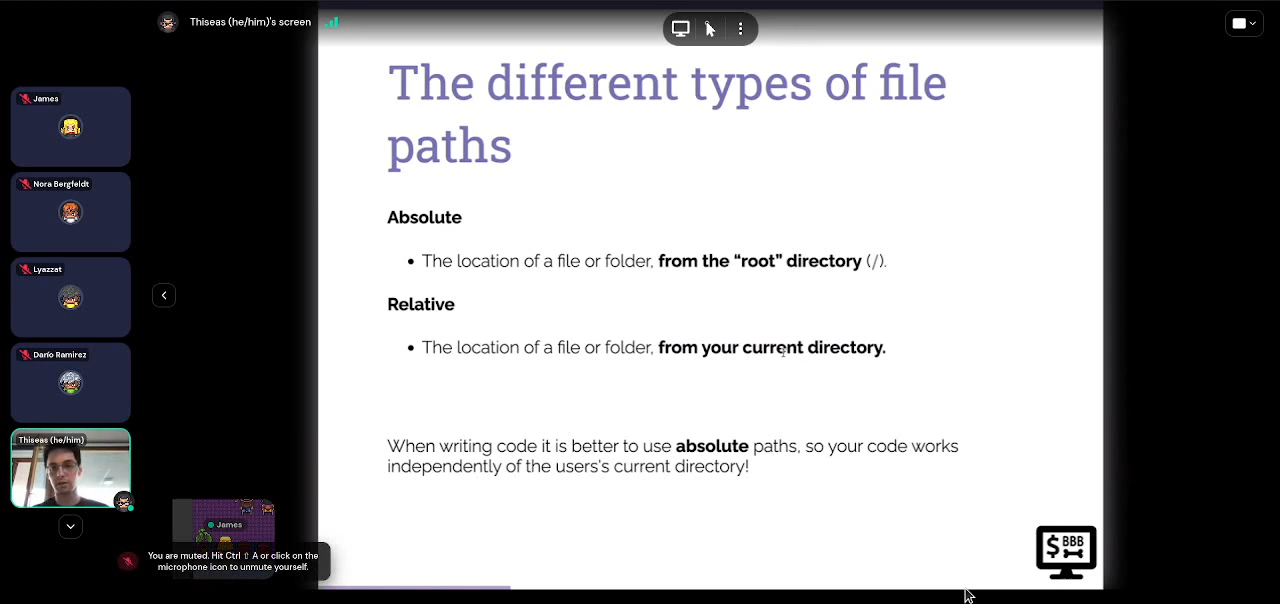 Thiseas (he/him)'s screen
James
Nora Bergfeldt
Lyazzat
Darío Ramirez
Thiseas (he/him)
James
You are muted. Hit Ctrl ⇧ A or click on the
microphone icon to unmute yourself.
The different types of file
paths
Absolute
• The location of a file or folder, from the “root” directory (/).
Relative
• The location of a file or folder, from your current directory.
When writing code it is better to use absolute paths, so your code works
independently of the users's current directory!
$ BBB